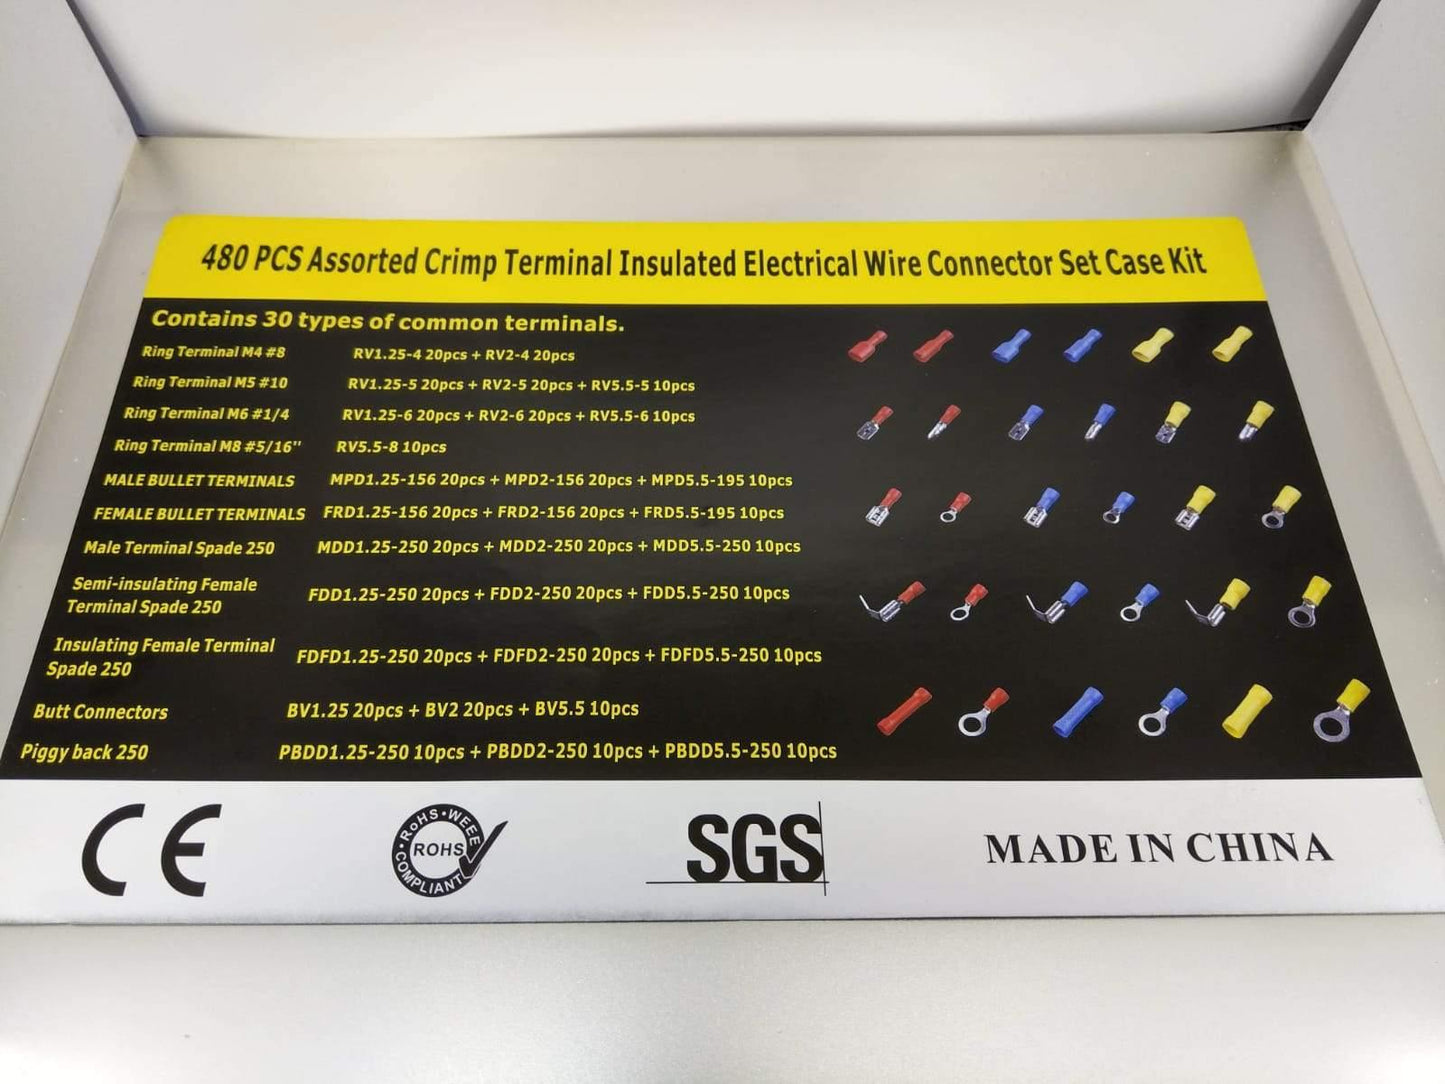 480 PCS Assorted Crimp Terminal Insulated Electrical Wire Connector Set Case Kit
Contains 30 types of common terminals.
Ring Terminal M4 #8 RV1.25-4 20pcs + RV2-4 20pcs
Ring Terminal M5 #10 RV1.25-5 20pcs + RV2-5 20pcs + RV5.5-5 10pcs
Ring Terminal M6 #1/4 RV1.25-6 20pcs + RV2-6 20pcs + RV5.5-6 10pcs
Ring Terminal M8 #5/16" RV5.5-8 10pcs
MALE BULLET TERMINALS MPD1.25-156 20pcs + MPD2-156 20pcs + MPD5.5-195 10pcs
FEMALE BULLET TERMINALS FRD1.25-156 20pcs + FRD2-156 20pcs + FRD5.5-195 10pcs
Male Terminal Spade 250 MDD1.25-250 20pcs + MDD2-250 20pcs + MDD5.5-250 10pcs
Semi-insulating Female
Terminal Spade 250
FDD1.25-250 20pcs + FDD2-250 20pcs + FDD5.5-250 10pcs
Insulating Female Terminal
Spade 250
FDFD1.25-250 20pcs + FDFD2-250 20pcs + FDFD5.5-250 10pcs
Butt Connectors BV1.25 20pcs + BV2 20pcs + BV5.5 10pcs
Piggy back 250 PBDD1.25-250 10pcs + PBDD2-250 10pcs + PBDD5.5-250 10pcs
CE
RoHS • WEEE
ROHS
COMPLIANT
SGS
MADE IN CHINA